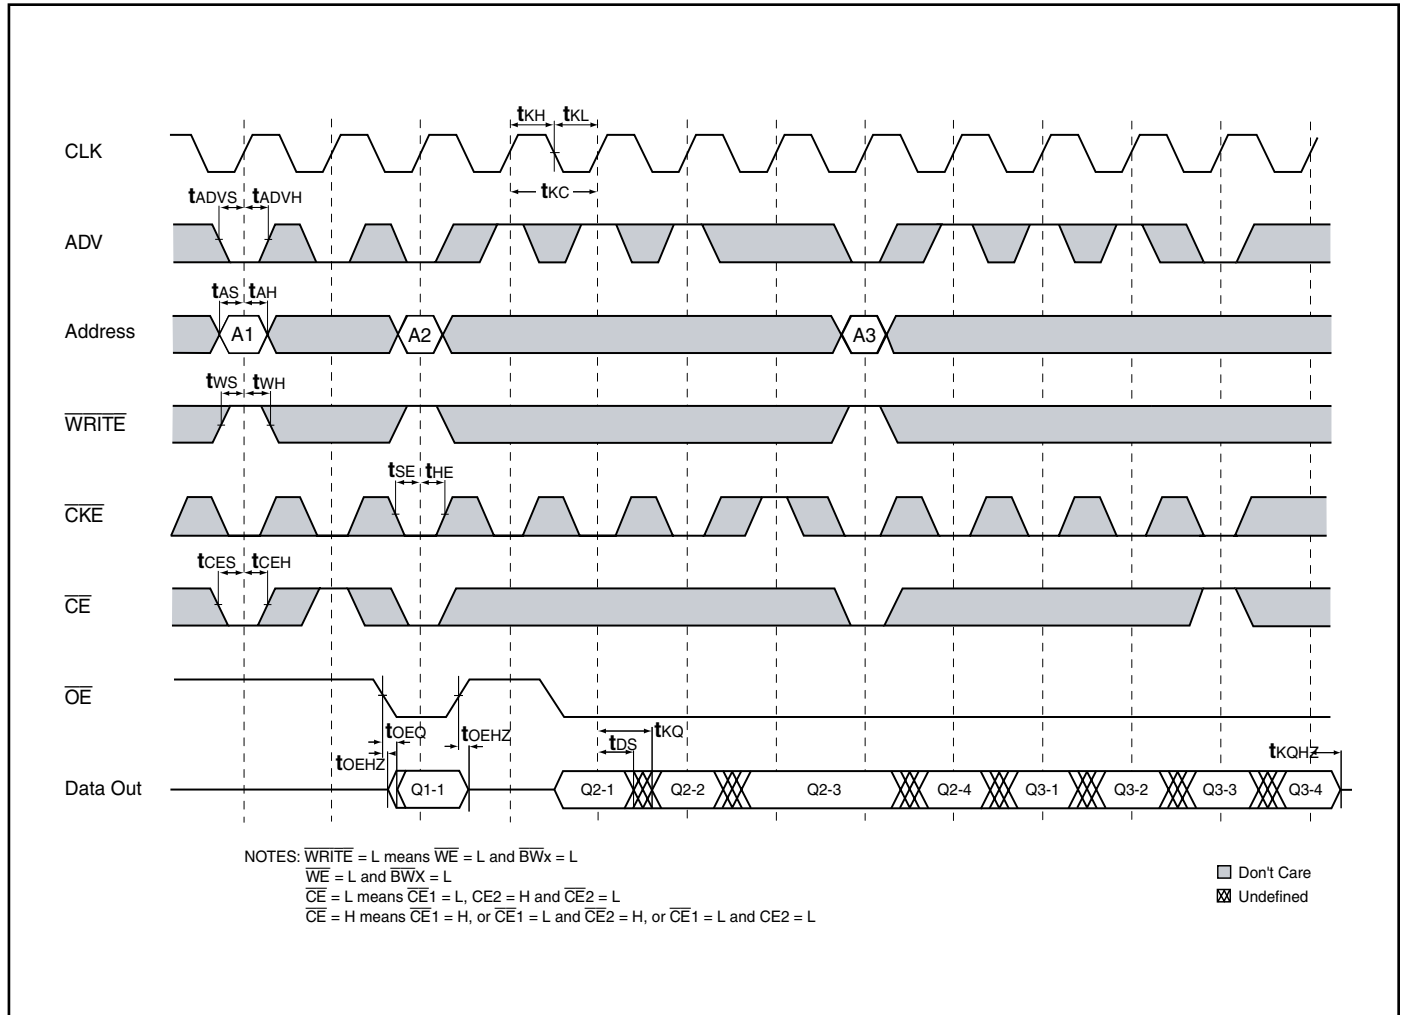 tKH tKL
CLK
tKC
tADVS tADVH
ADV
tAS tAH
Address
A1 A2 A3
tWS tWH
WRITE
tSE tHE
CKE
tCES tCEH
CE
OE
tOEQ tOEHZ tKQ
tDS
tOEHZ tKQHZ
Data Out
Q1-1 Q2-1 Q2-2 Q2-3 Q2-4 Q3-1 Q3-2 Q3-3 Q3-4
NOTES: WRITE = L means WE = L and BWx = L
WE = L and BWX = L
CE = L means CE1 = L, CE2 = H and CE2 = L
CE = H means CE1 = H, or CE1 = L and CE2 = H, or CE1 = L and CE2 = L
Don't Care
Undefined